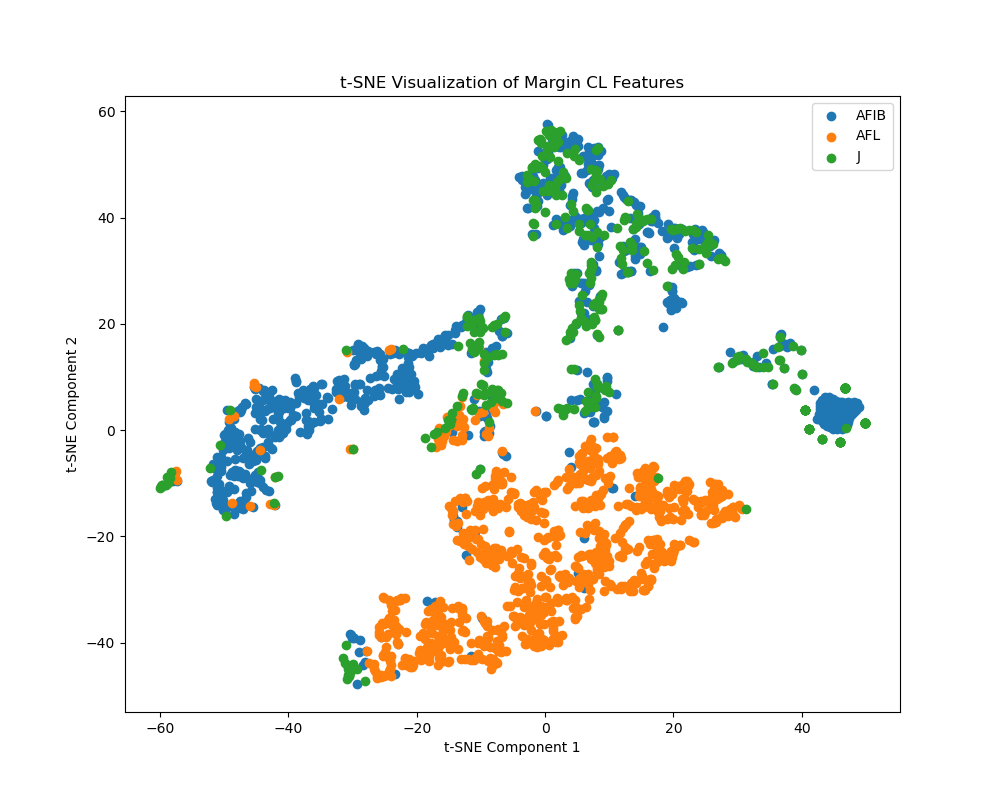 t-SNE Visualization of Margin CL Features
AFIB
AFL
J
60
40
20
0
−20
−40
t-SNE Component 2
−60
−40
−20
0
20
40
t-SNE Component 1